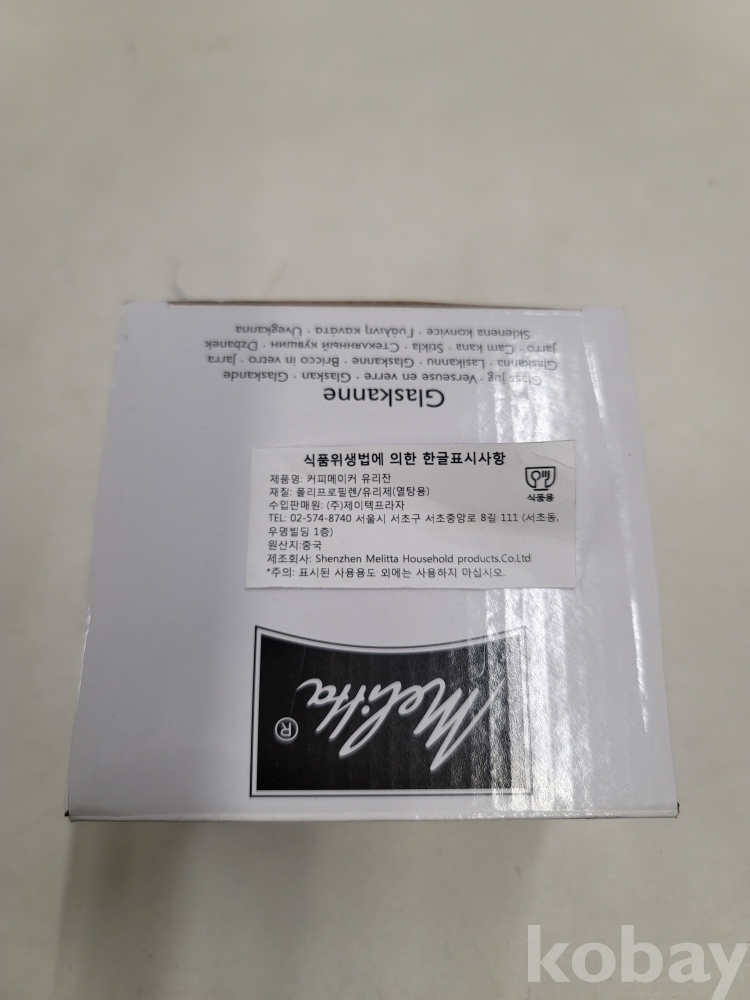 Melitta®
Glaskanne
Glass jug · Verseuse en verre · Glaskan · Glaskande
Glaskanna · Lasikannu · Glaskanne · Bricco in vetro · Jarra
Jarro · Cam kana · Stikla · Стеклянный кувшин · Dzbanek
Sklenena konvice · Γυάλινη κανάτα · Üvegkanna
식품위생법에 의한 한글표시사항
제품명: 커피메이커 유리잔
재질: 폴리프로필렌/유리제(열탕용)
수입판매원: (주)제이텍프라자
TEL: 02-574-8740 서울시 서초구 서초중앙로 8길 111 (서초동,
우명빌딩 1층)
원산지:중국
제조회사: Shenzhen Melitta Household products.Co.Ltd
*주의: 표시된 사용용도 외에는 사용하지 마십시오.
식품용
kobay